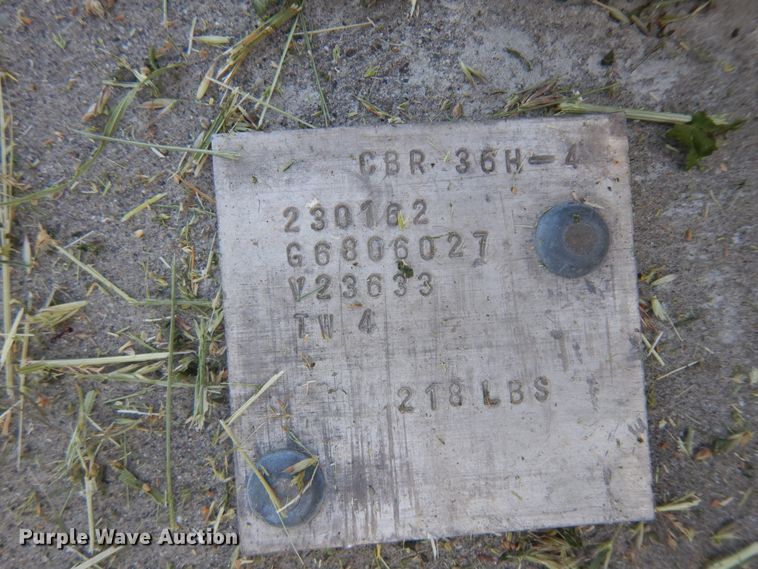 CBR 36H-4
230162
G6806027
V23633
TW 4
218 LBS
Purple Wave Auction